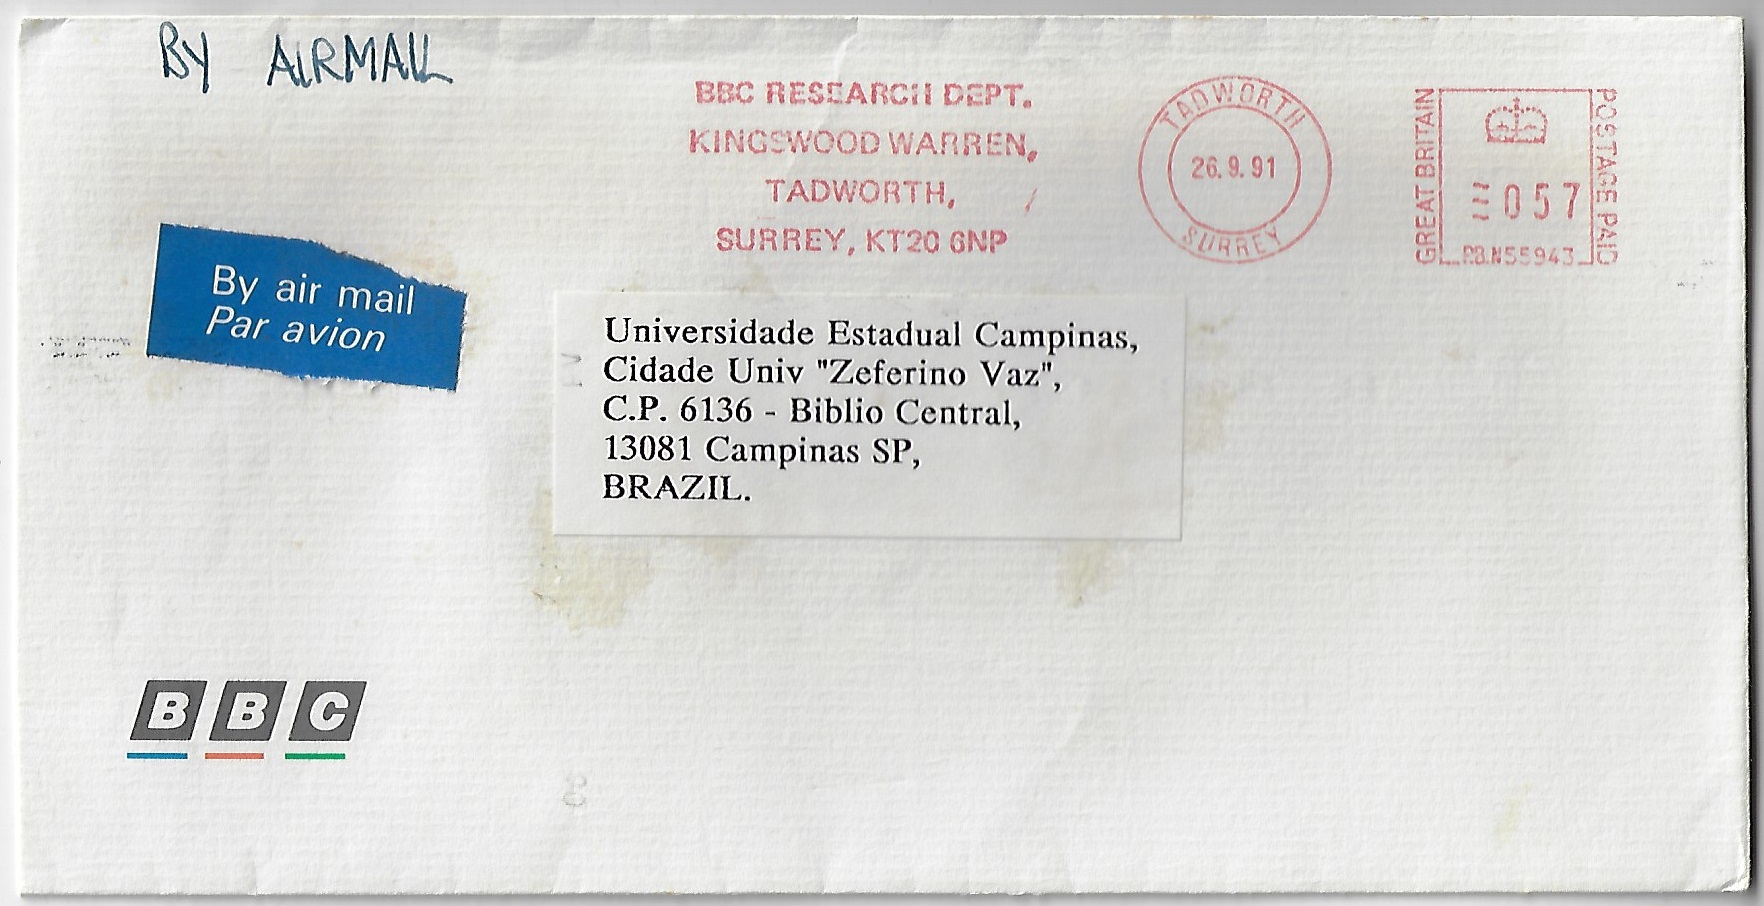 BY AIRMAIL
BBC RESEARCH DEPT.
KINGSWOOD WARREN,
TADWORTH,
SURREY, KT20 6NP
TADWORTH
26.9.91
SURREY
GREAT BRITAIN
057
P.B.N55943
POSTAGE PAID
By air mail
Par avion
Universidade Estadual Campinas,
Cidade Univ "Zeferino Vaz",
C.P. 6136 - Biblio Central,
13081 Campinas SP,
BRAZIL.
BBC